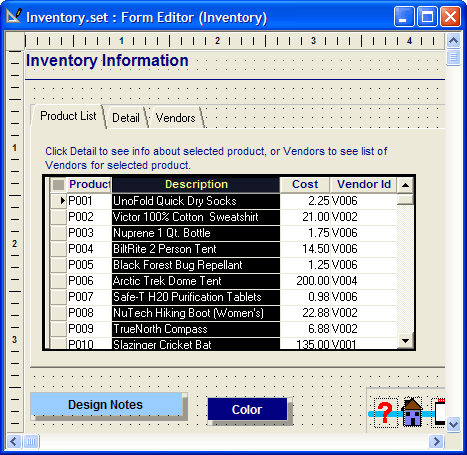 Inventory.set : Form Editor (Inventory)
1 2 3 4
Inventory Information
Product List Detail Vendors
1
Click Detail to see info about selected product, or Vendors to see list of
Vendors for selected product.
Product Description Cost Vendor Id
P001 UnoFold Quick Dry Socks 2.25 V006
P002 Victor 100% Cotton Sweatshirt 21.00 V002
P003 Nuprene 1 Qt. Bottle 1.75 V006
2
P004 BiltRite 2 Person Tent 14.50 V006
P005 Black Forest Bug Repellant 1.25 V006
P006 Arctic Trek Dome Tent 200.00 V004
P007 Safe-T H20 Purification Tablets 0.98 V006
P008 NuTech Hiking Boot (Women's) 22.88 V002
P009 TrueNorth Compass 6.88 V002
3
P010 Slazinger Cricket Bat 135.00 V001
Design Notes
Color
?